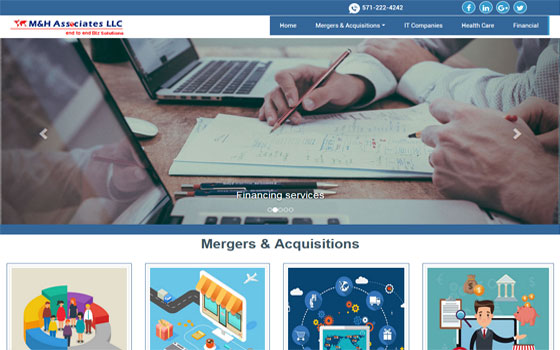 571-222-4242
M&H Associates LLC
end to end Biz Solutions
Home Mergers & Acquisitions IT Companies Health Care Financial
Financing services
Mergers & Acquisitions